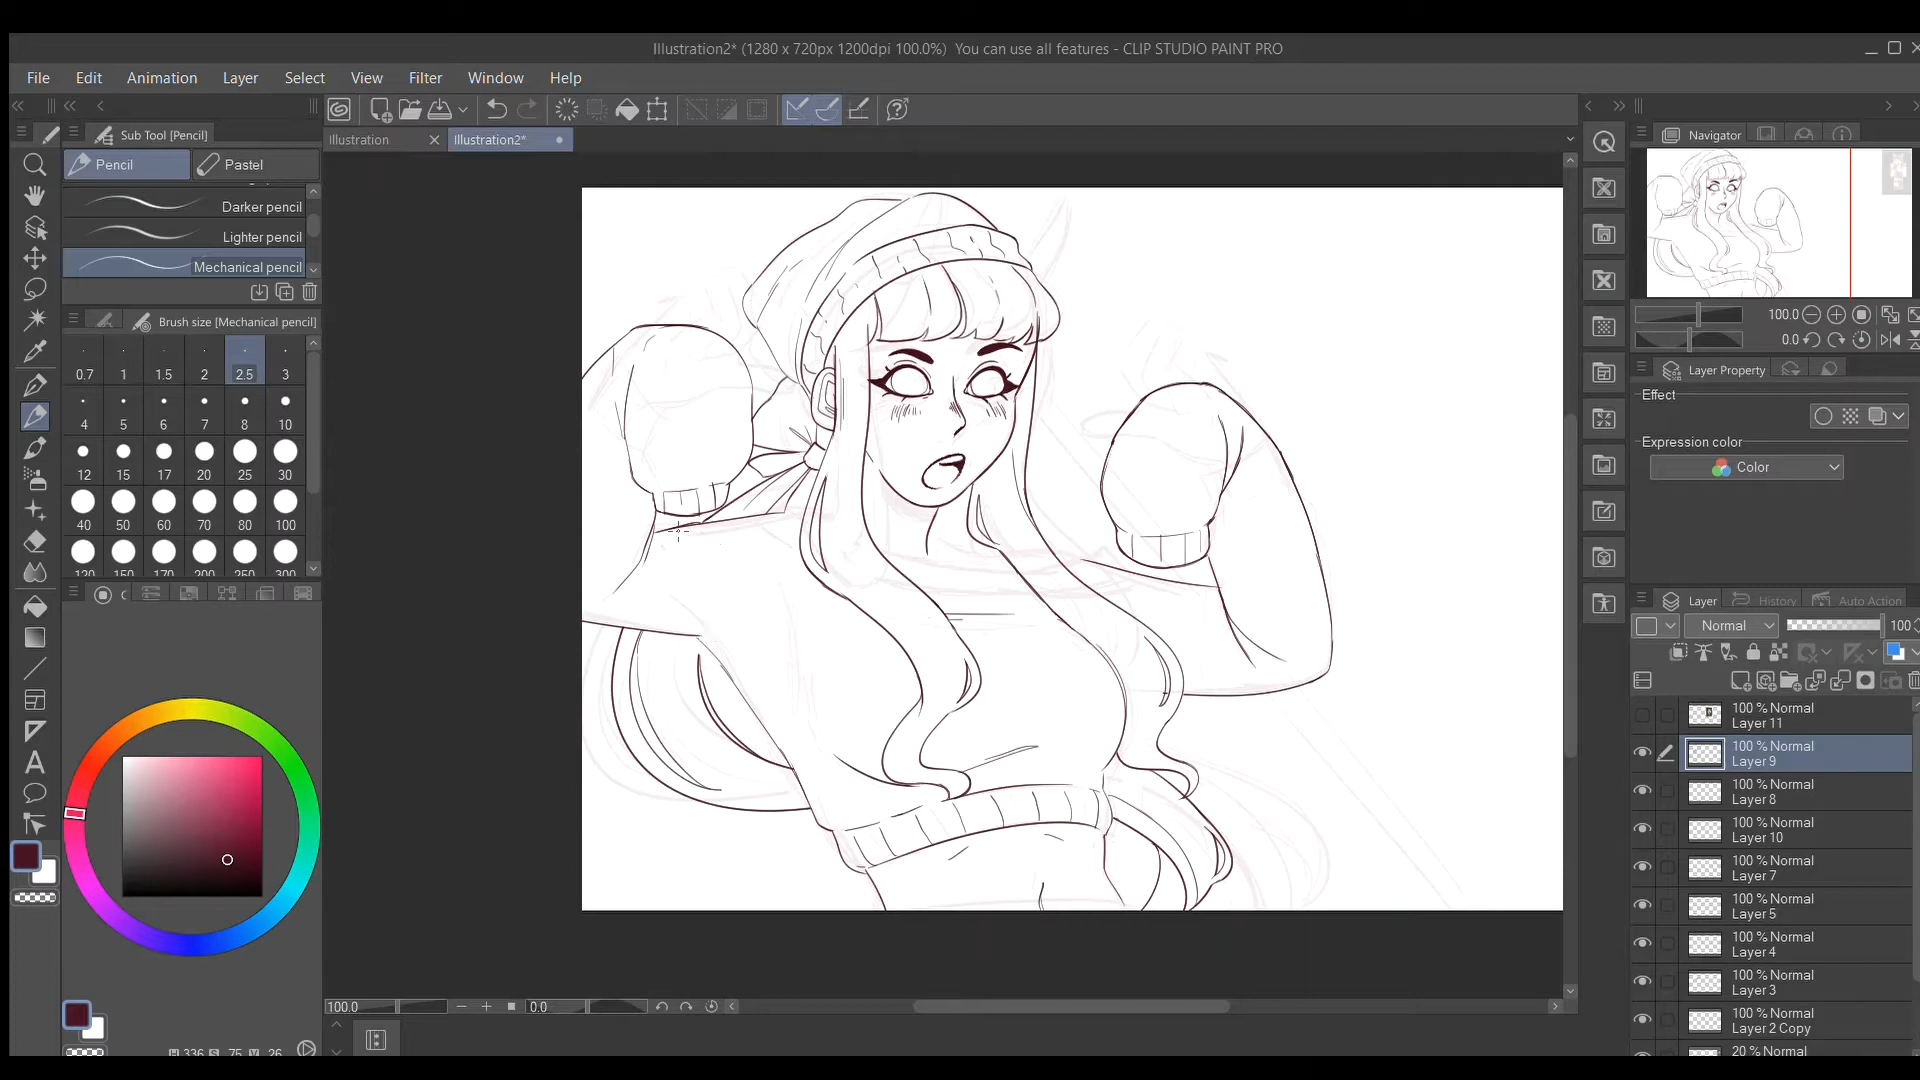 Illustration2* (1280 x 720px 1200dpi 100.0%)  You can use all features - CLIP STUDIO PAINT PRO
File Edit Animation Layer Select View Filter Window Help
Sub Tool [Pencil]
Illustration
Illustration2*
Navigator
Pencil
Pastel
Darker pencil
Lighter pencil
Mechanical pencil
Brush size [Mechanical pencil]
0.7 1 1.5 2 2.5 3
4 5 6 7 8 10
12 15 17 20 25 30
40 50 60 70 80 100
120 150 170 200 250 300
100.0
0.0
Layer Property
Effect
Expression color
Color
Layer
History
Auto Action
Normal
100
100 % Normal
Layer 11
100 % Normal
Layer 9
100 % Normal
Layer 8
100 % Normal
Layer 10
100 % Normal
Layer 7
100 % Normal
Layer 5
100 % Normal
Layer 4
100 % Normal
Layer 3
100 % Normal
Layer 2 Copy
20 % Normal
100.0
0.0
H 336 S 75 V 26